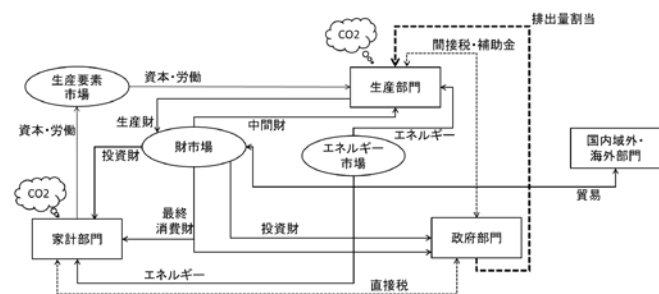 排出量割当
CO2
間接税・補助金
生産要素
市場
資本・労働
生産部門
資本・労働
生産財
中間財
エネルギー
投資財
財市場
エネルギー
市場
国内域外・
海外部門
貿易
CO2
家計部門
最終
消費財
投資財
政府部門
エネルギー
直接税